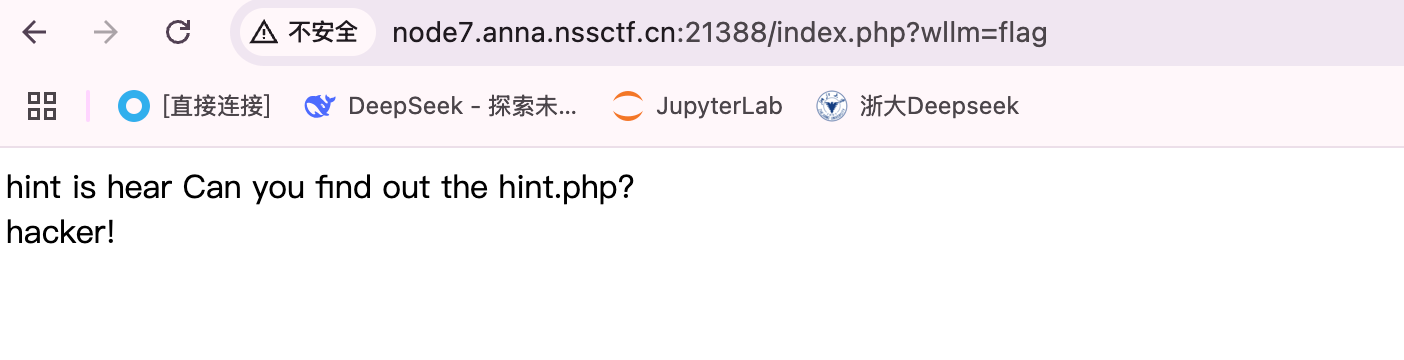 不安全 node7.anna.nssctf.cn:21388/index.php?wllm=flag
[直接连接] DeepSeek - 探索未... JupyterLab 浙大Deepseek
hint is hear Can you find out the hint.php?
hacker!